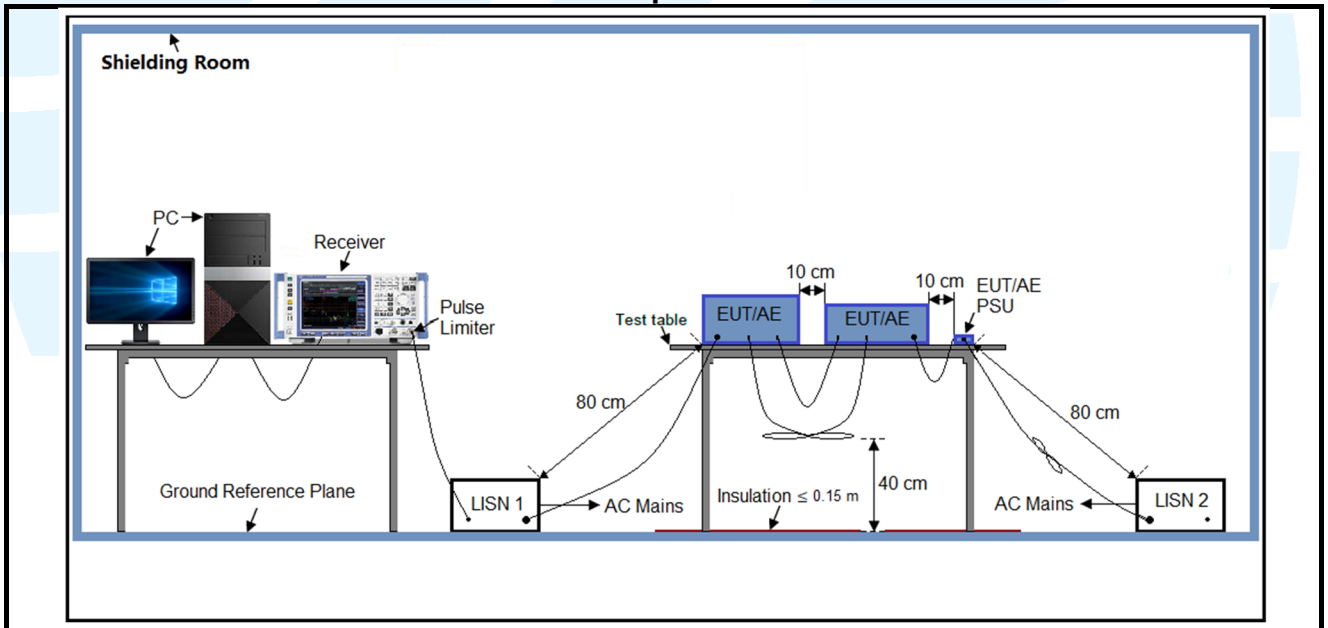 Shielding Room
PC
Receiver
Pulse
Limiter
10 cm
10 cm
EUT/AE
PSU
EUT/AE
EUT/AE
Test table
80 cm
80 cm
40 cm
Ground Reference Plane
LISN 1
AC Mains
Insulation ≤ 0.15 m
AC Mains
LISN 2